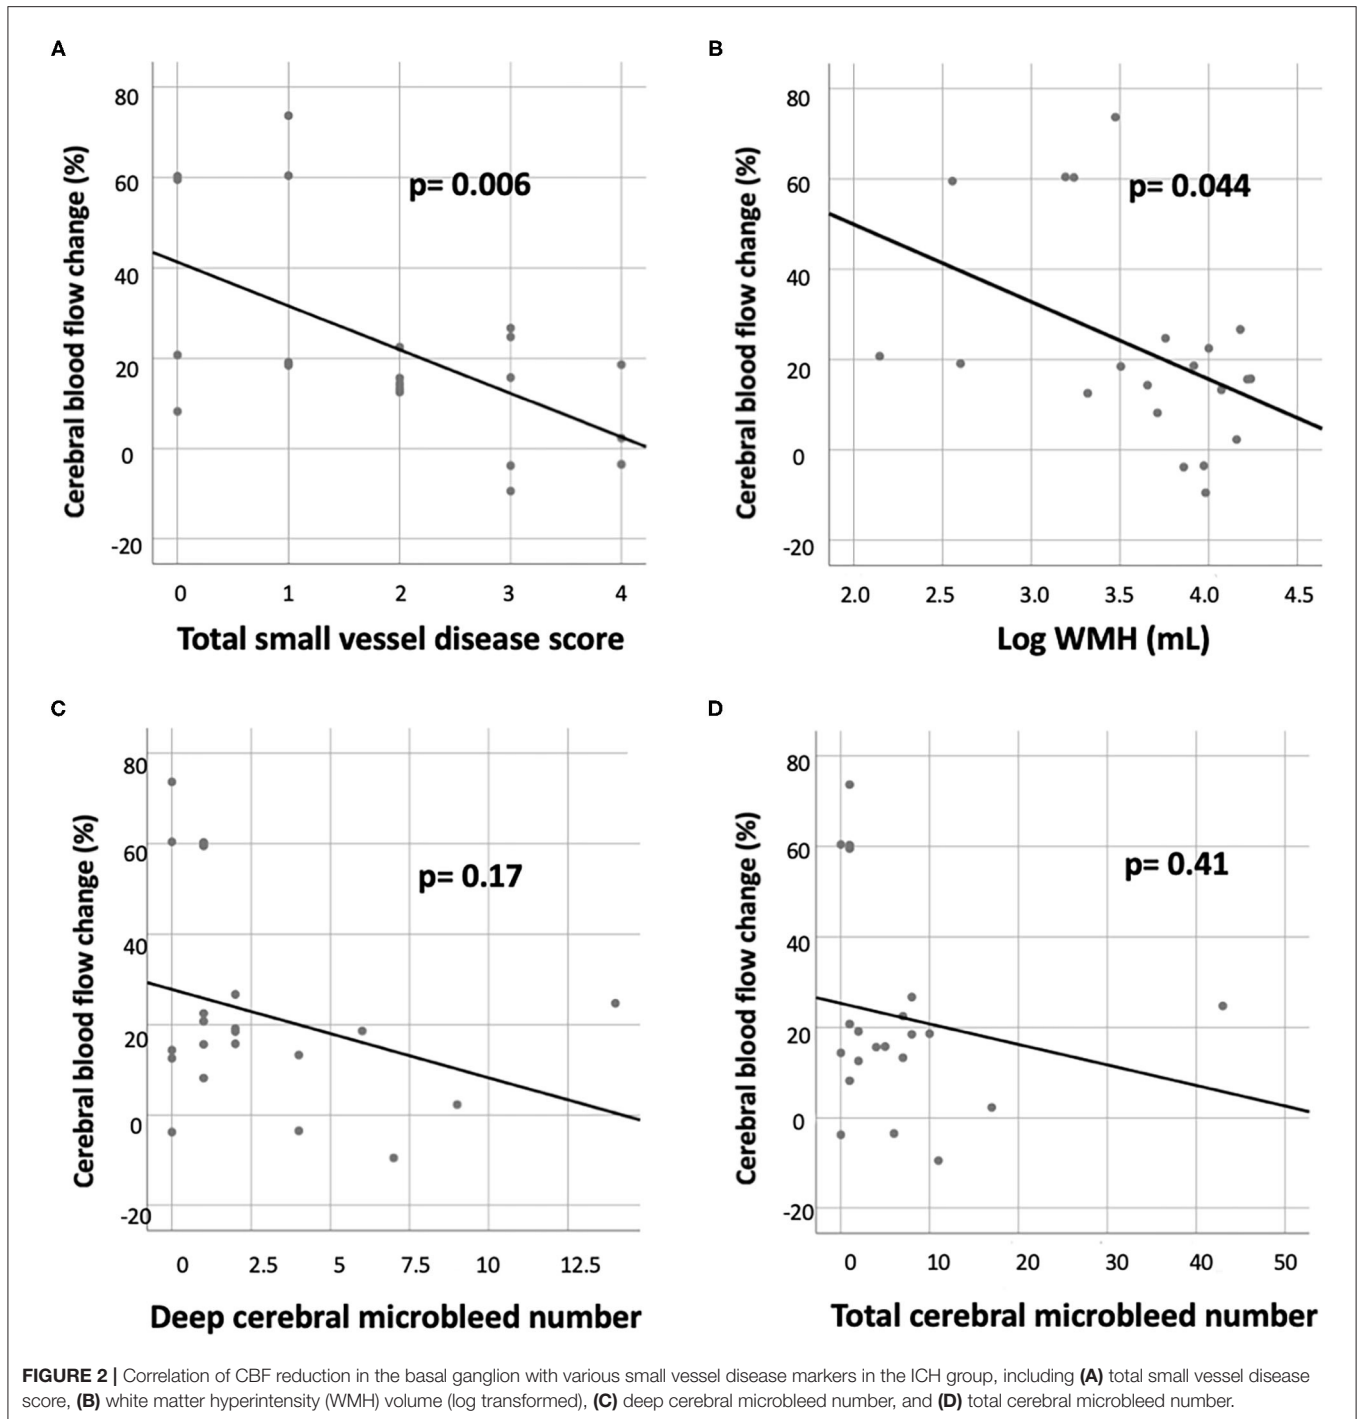 A
80
60
40
20
0
-20
Cerebral blood flow change (%)
p= 0.006
0 1 2 3 4
Total small vessel disease score
B
80
60
40
20
0
-20
Cerebral blood flow change (%)
p= 0.044
2.0 2.5 3.0 3.5 4.0 4.5
Log WMH (mL)
C
80
60
40
20
0
-20
Cerebral blood flow change (%)
p= 0.17
0 2.5 5 7.5 10 12.5
Deep cerebral microbleed number
D
80
60
40
20
0
-20
Cerebral blood flow change (%)
p= 0.41
0 10 20 30 40 50
Total cerebral microbleed number
FIGURE 2 | Correlation of CBF reduction in the basal ganglion with various small vessel disease markers in the ICH group, including (A) total small vessel disease
score, (B) white matter hyperintensity (WMH) volume (log transformed), (C) deep cerebral microbleed number, and (D) total cerebral microbleed number.